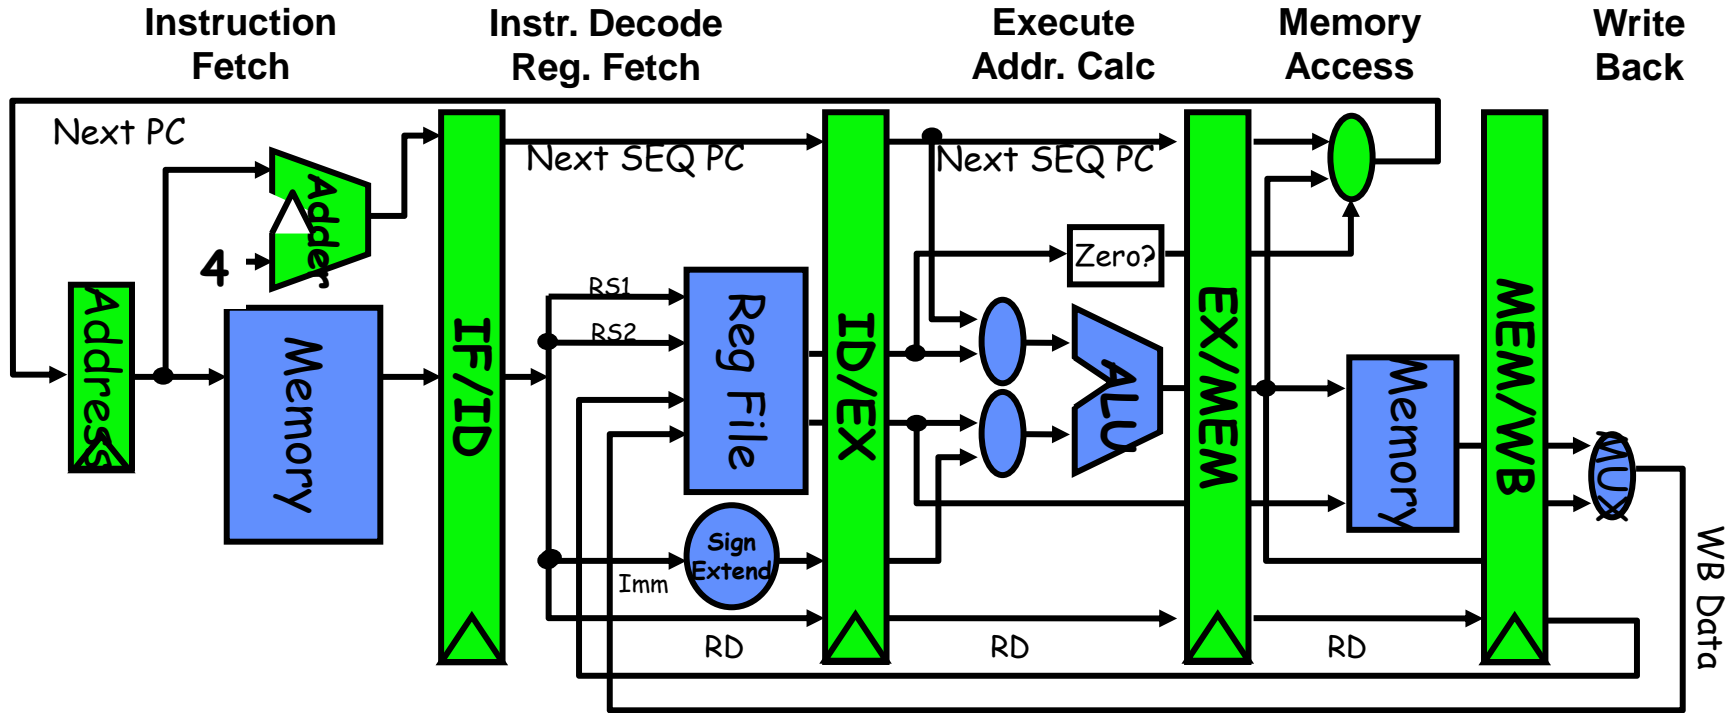 Instruction
Fetch
Instr. Decode
Reg. Fetch
Execute
Addr. Calc
Memory
Access
Write
Back
Next PC
Next SEQ PC
Next SEQ PC
Adder
4
Zero?
Address
Memory
IF/ID
RS1
RS2
Reg File
ID/EX
ALU
EX/MEM
Memory
MEM/WB
MUX
Sign
Extend
Imm
WB Data
RD
RD
RD